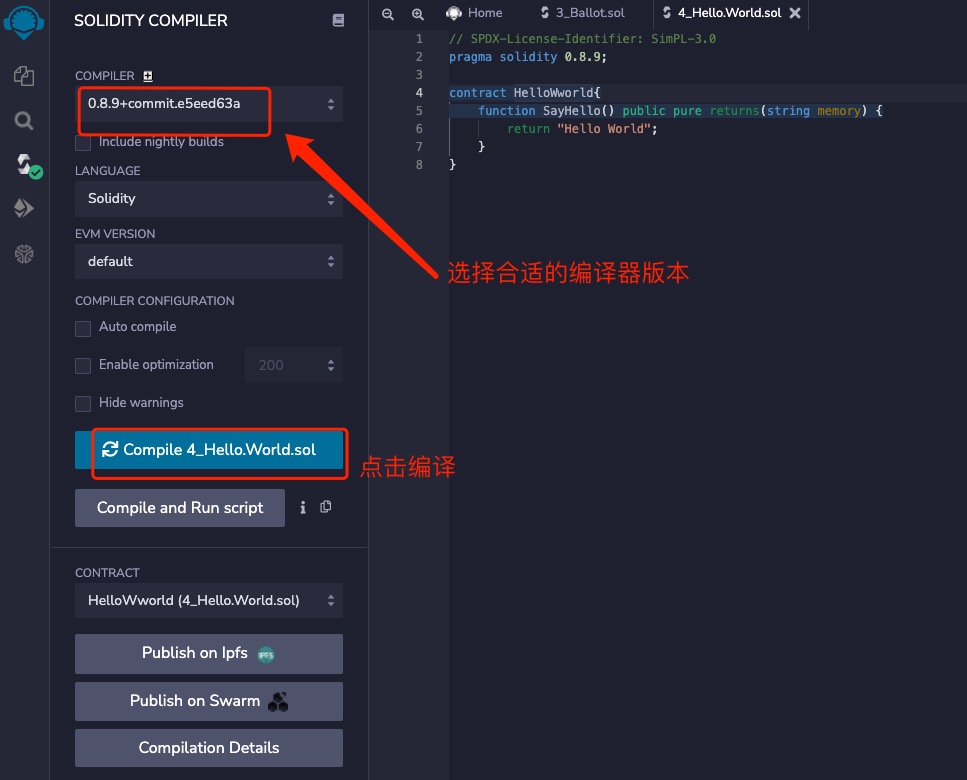 SOLIDITY COMPILER
COMPILER
0.8.9+commit.e5eed63a
Include nightly builds
LANGUAGE
Solidity
EVM VERSION
default
COMPILER CONFIGURATION
Auto compile
Enable optimization 200
Hide warnings
Compile 4_Hello.World.sol
点击编译
Compile and Run script
CONTRACT
HelloWworld (4_Hello.World.sol)
Publish on Ipfs IPFS
Publish on Swarm
Compilation Details
Home 3_Ballot.sol 4_Hello.World.sol
1 // SPDX-License-Identifier: SimPL-3.0
2 pragma solidity 0.8.9;
3
4 contract HelloWworld{
5 function SayHello() public pure returns(string memory) {
6 return "Hello World";
7 }
8 }
选择合适的编译器版本